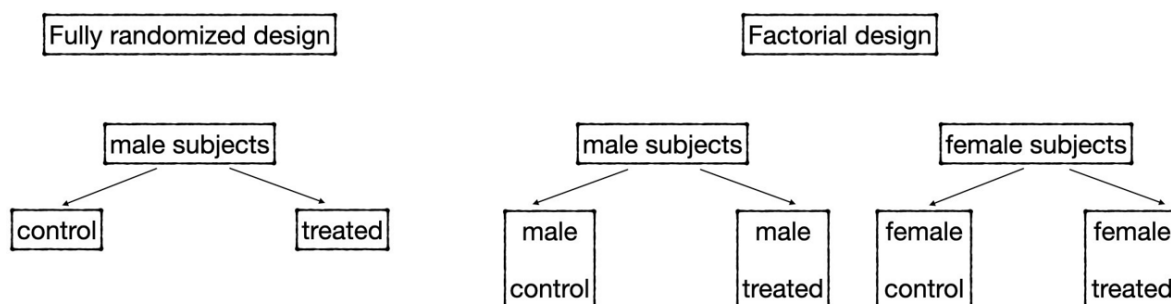 Fully randomized design
Factorial design
male subjects
male subjects
female subjects
control
treated
male
control
male
treated
female
control
female
treated